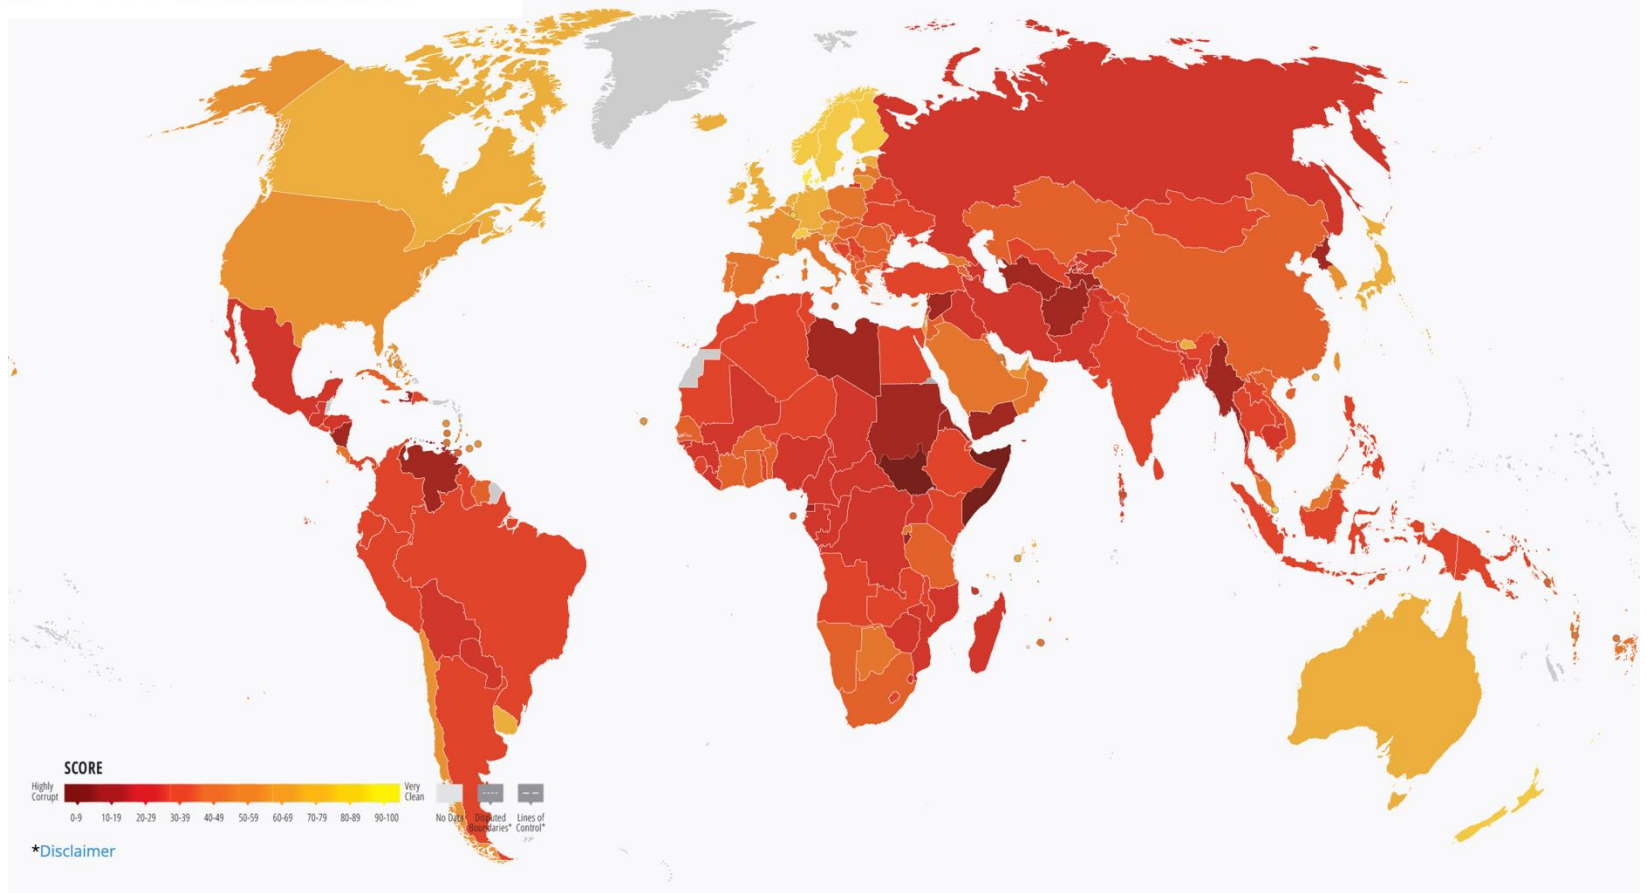 SCORE
Highly
Corrupt
Very
Clean
0-9 10-19 20-29 30-39 40-49 50-59 60-69 70-79 80-89 90-100
No Data
Disputed
Boundaries*
Lines of
Control*
*Disclaimer